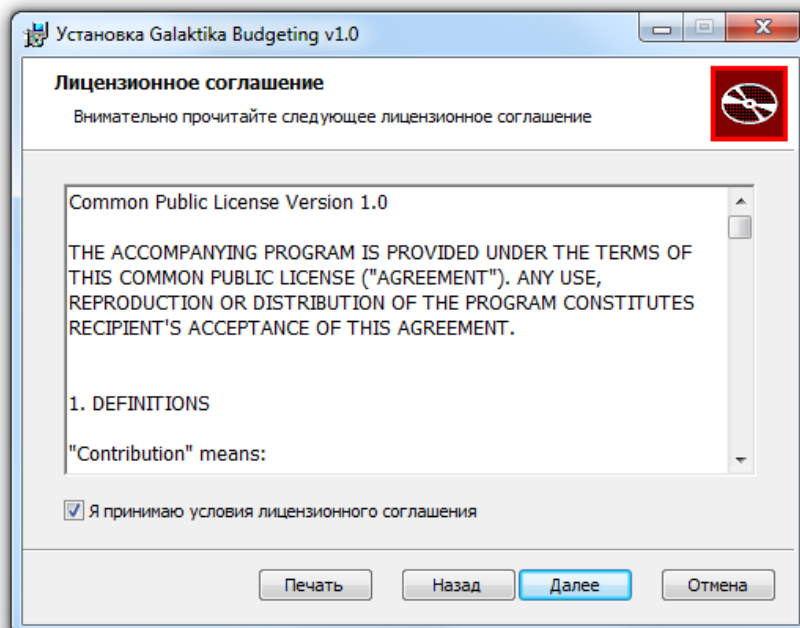 Установка Galaktika Budgeting v1.0
Лицензионное соглашение
Внимательно прочитайте следующее лицензионное соглашение
Common Public License Version 1.0
THE ACCOMPANYING PROGRAM IS PROVIDED UNDER THE TERMS OF
THIS COMMON PUBLIC LICENSE ("AGREEMENT"). ANY USE,
REPRODUCTION OR DISTRIBUTION OF THE PROGRAM CONSTITUTES
RECIPIENT'S ACCEPTANCE OF THIS AGREEMENT.
1. DEFINITIONS
"Contribution" means:
Я принимаю условия лицензионного соглашения
Печать Назад Далее Отмена